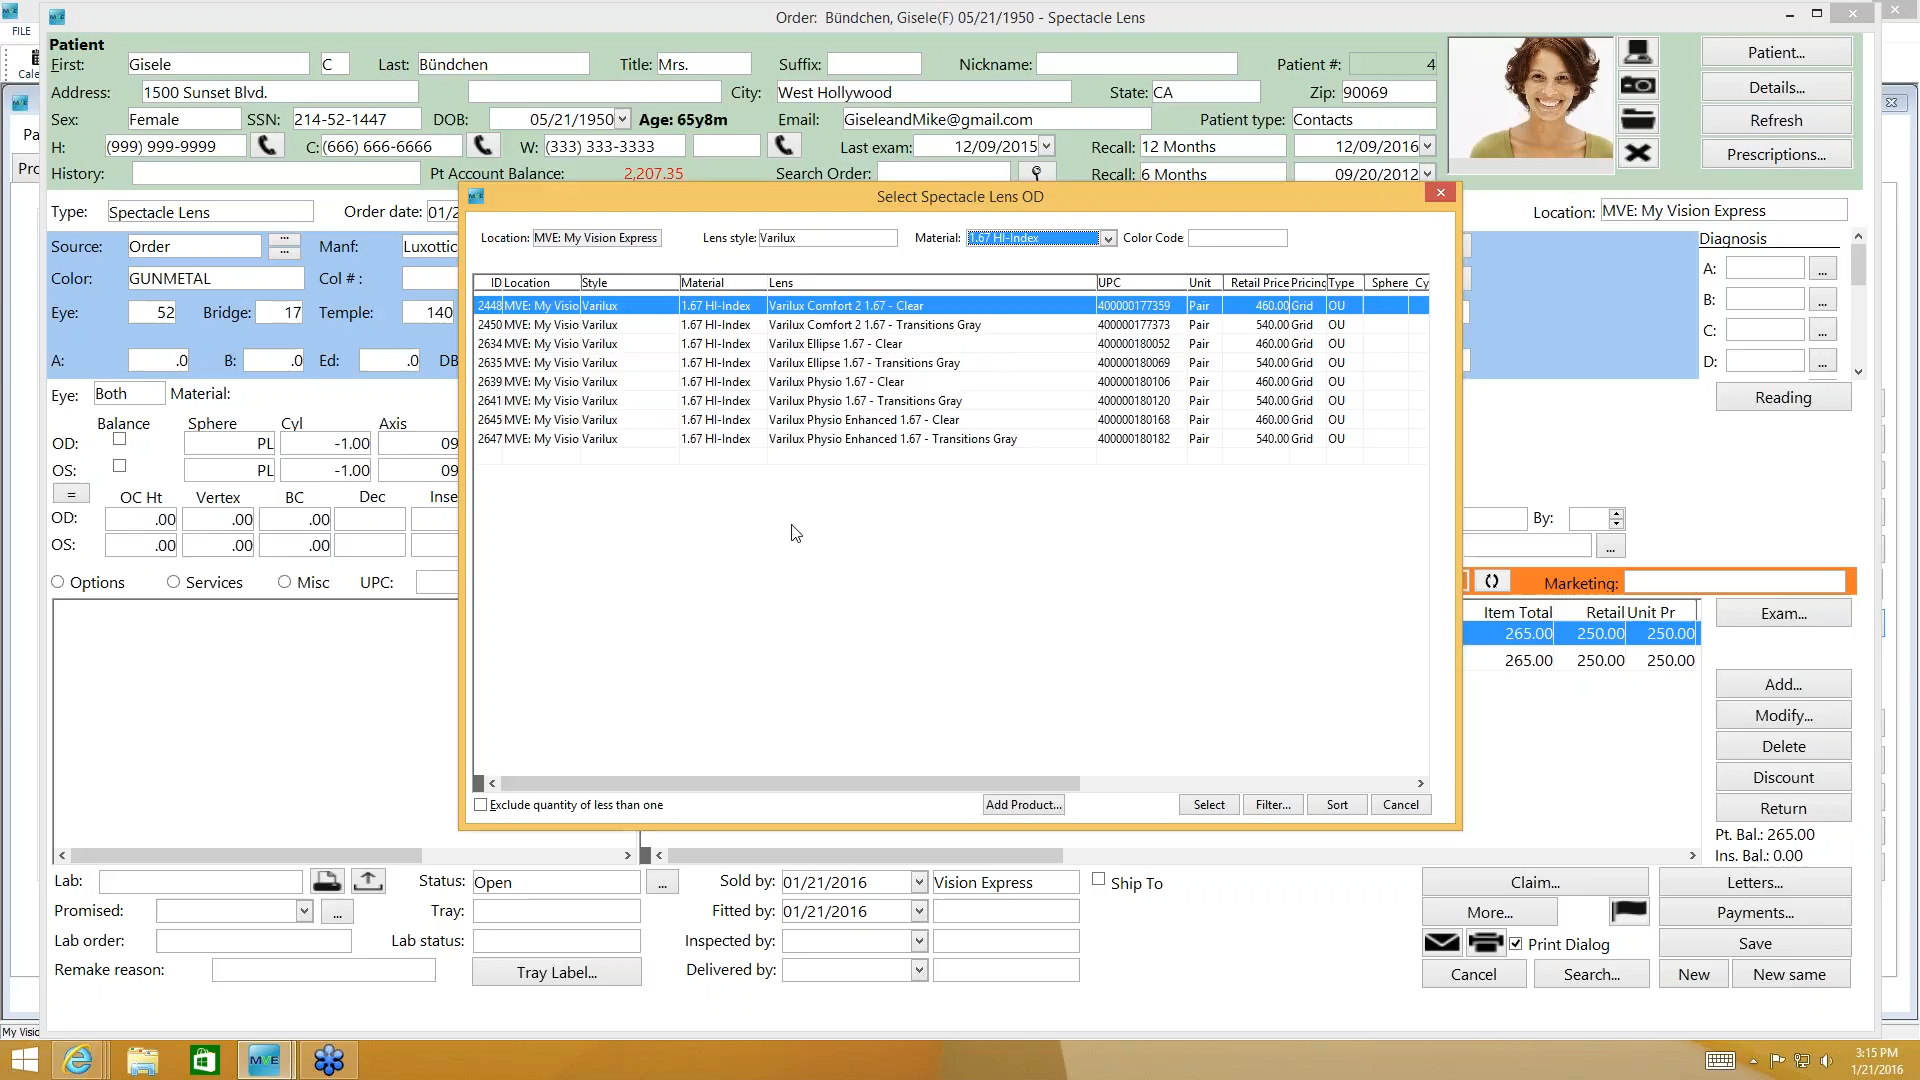 Order: Bündchen, Gisele(F) 05/21/1950 - Spectacle Lens
FILE
Patient
First: Gisele C Last: Bündchen Title: Mrs. Suffix: Nickname: Patient #: 4 Patient...
Cale
Address: 1500 Sunset Blvd. City: West Hollywood State: CA Zip: 90069 Details...
Sex: Female SSN: 214-52-1447 DOB: 05/21/1950 Age: 65y8m Email: GiseleandMike@gmail.com Patient type: Contacts Refresh
Pa
H: (999) 999-9999 C: (666) 666-6666 W: (333) 333-3333 Last exam: 12/09/2015 Recall: 12 Months 12/09/2016 Prescriptions...
Pro
History: Pt Account Balance: 2,207.35 Search Order: Recall: 6 Months 09/20/2012
Select Spectacle Lens OD
Type: Spectacle Lens Order date: 01/2 Location: MVE: My Vision Express
Location: MVE: My Vision Express Lens style: Varilux Material: 1.67 HI-Index Color Code
Source: Order ... Manf: Luxottic Diagnosis
Color: GUNMETAL Col # : A: ...
ID Location Style Material Lens UPC Unit Retail Price Pricing Type Sphere Cy
2448 MVE: My Visio Varilux 1.67 HI-Index Varilux Comfort 2 1.67 - Clear 400000177359 Pair 460.00 Grid OU
2450 MVE: My Visio Varilux 1.67 HI-Index Varilux Comfort 2 1.67 - Transitions Gray 400000177373 Pair 540.00 Grid OU
2634 MVE: My Visio Varilux 1.67 HI-Index Varilux Ellipse 1.67 - Clear 400000180052 Pair 460.00 Grid OU
2635 MVE: My Visio Varilux 1.67 HI-Index Varilux Ellipse 1.67 - Transitions Gray 400000180069 Pair 540.00 Grid OU
2639 MVE: My Visio Varilux 1.67 HI-Index Varilux Physio 1.67 - Clear 400000180106 Pair 460.00 Grid OU
2641 MVE: My Visio Varilux 1.67 HI-Index Varilux Physio 1.67 - Transitions Gray 400000180120 Pair 540.00 Grid OU
2645 MVE: My Visio Varilux 1.67 HI-Index Varilux Physio Enhanced 1.67 - Clear 400000180168 Pair 460.00 Grid OU
2647 MVE: My Visio Varilux 1.67 HI-Index Varilux Physio Enhanced 1.67 - Transitions Gray 400000180182 Pair 540.00 Grid OU
Exclude quantity of less than one Add Product... Select Filter... Sort Cancel
Eye: 52 Bridge: 17 Temple: 140
B: ...
C: ...
A: .0 B: .0 Ed: .0 DB
D: ...
Eye: Both Material:
Reading
Balance Sphere Cyl Axis
OD: PL -1.00 09
OS: PL -1.00 09
= OC Ht Vertex BC Dec Inse
OD: .00 .00 .00
By:
OS: .00 .00 .00
...
Options Services Misc UPC:
Marketing:
Item Total Retail Unit Pr Exam...
265.00 250.00 250.00
265.00 250.00 250.00
Add...
Modify...
Delete
Discount
Return
Pt. Bal.: 265.00
Ins. Bal.: 0.00
Lab: Status: Open ... Sold by: 01/21/2016 Vision Express Ship To Claim... Letters...
Promised: ... Tray: Fitted by: 01/21/2016 More... Payments...
Lab order: Lab status: Inspected by: Print Dialog Save
Remake reason: Tray Label... Delivered by: Cancel Search... New New same
My Visio
MVE
3:15 PM
1/21/2016